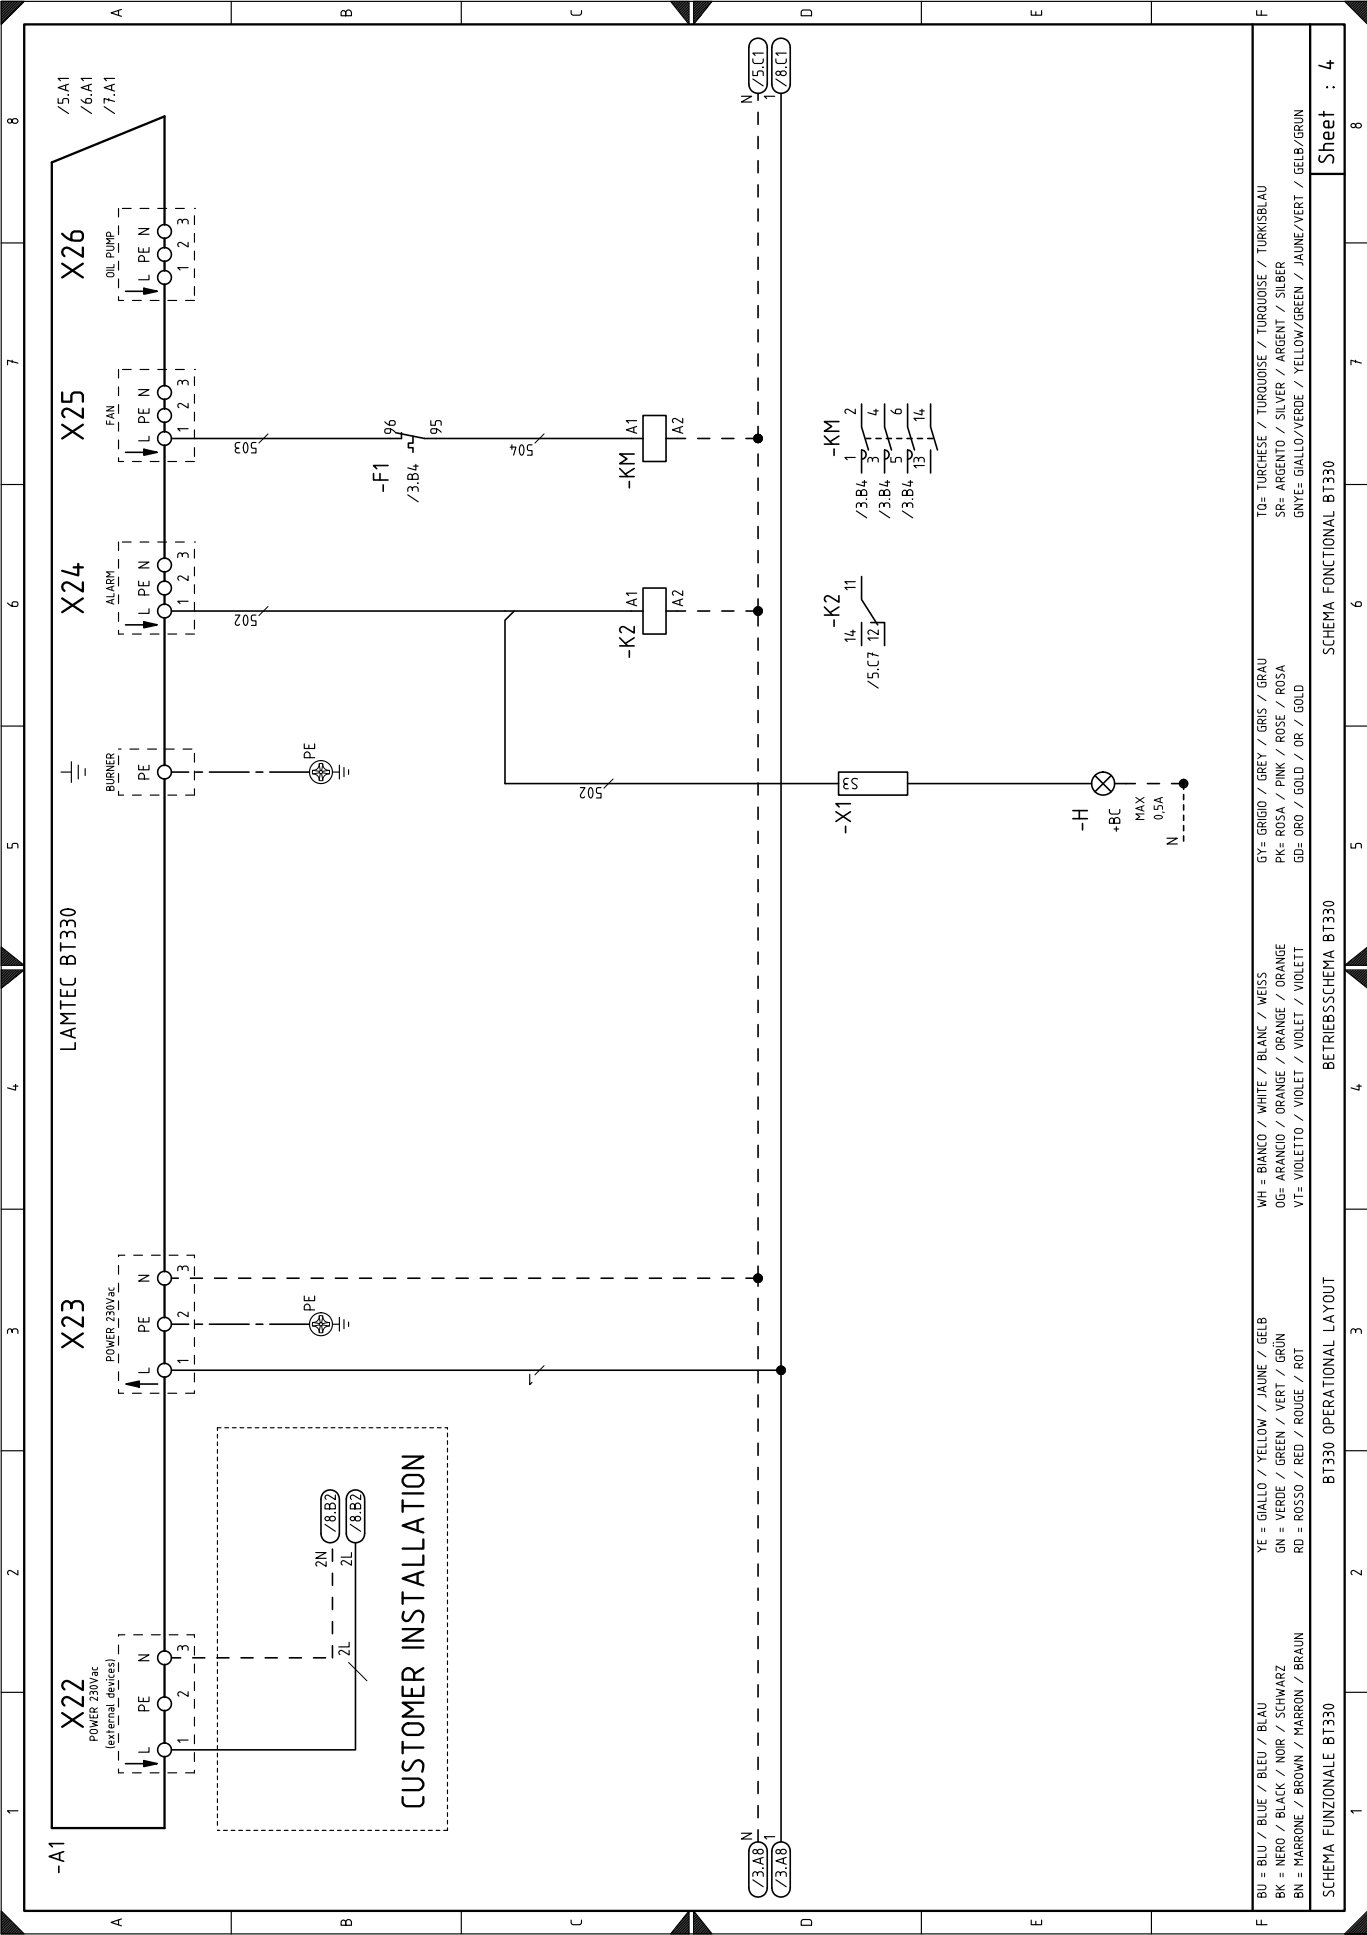 1 2 3 4 5 6 7 8
A
B
C
D
E
F
-A1
LAMTEC BT330
/5.A1
/6.A1
/7.A1
X22
POWER 230Vac
(external devices)
L PE N
1 2 3
X23
POWER 230Vac
L PE N
1 2 3
BURNER
PE
X24
ALARM
L PE N
1 2 3
X25
FAN
L PE N
1 2 3
X26
OIL PUMP
L PE N
1 2 3
2N /8.B2
2L 2L /8.B2
CUSTOMER INSTALLATION
PE
PE
502
503
-F1
/3.B4
96
95
1
504
-K2
A1
A2
-KM
A1
A2
502
/3.A8 N
/3.A8 1
N /5.C1
1 /8.C1
-X1
S3
-K2
14
12
11
/5.C7
-KM
/3.B4 1 2
/3.B4 3 4
/3.B4 5 6
13 14
-H
+BC
MAX
0,5A
N
BU = BLU / BLUE / BLEU / BLAU
BK = NERO / BLACK / NOIR / SCHWARZ
BN = MARRONE / BROWN / MARRON / BRAUN
YE = GIALLO / YELLOW / JAUNE / GELB
GN = VERDE / GREEN / VERT / GRÜN
RD = ROSSO / RED / ROUGE / ROT
WH = BIANCO / WHITE / BLANC / WEISS
OG= ARANCIO / ORANGE / ORANGE / ORANGE
VT= VIOLETTO / VIOLET / VIOLET / VIOLETT
GY= GRIGIO / GREY / GRIS / GRAU
PK= ROSA / PINK / ROSE / ROSA
GD= ORO / GOLD / OR / GOLD
TQ= TURCHESE / TURQUOISE / TURQUOISE / TURKISBLAU
SR= ARGENTO / SILVER / ARGENT / SILBER
GNYE= GIALLO/VERDE / YELLOW/GREEN / JAUNE/VERT / GELB/GRUN
SCHEMA FUNZIONALE BT330
BT330 OPERATIONAL LAYOUT
BETRIEBSSCHEMA BT330
SCHEMA FONCTIONAL BT330
Sheet : 4
1 2 3 4 5 6 7 8
A
B
C
D
E
F